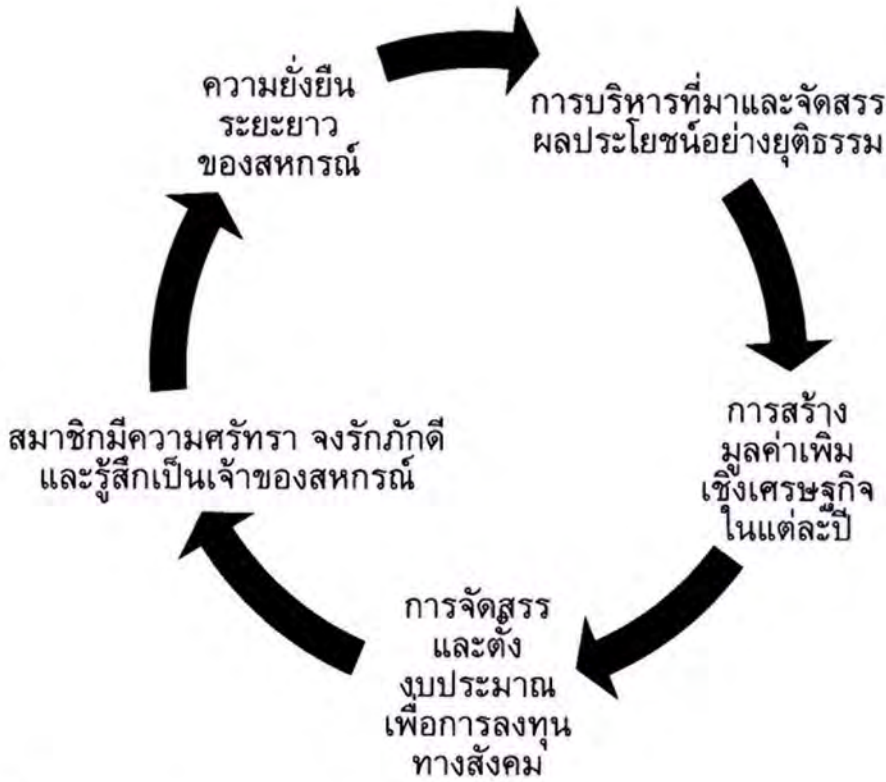 ความยั่งยืน
ระยะยาว
ของสหกรณ์
การบริหารที่มาและจัดสรร
ผลประโยชน์อย่างยุติธรรม
การสร้าง
มูลค่าเพิ่ม
เชิงเศรษฐกิจ
ในแต่ละปี
การจัดสรร
และตั้ง
งบประมาณ
เพื่อการลงทุน
ทางสังคม
สมาชิกมีความศรัทรา จงรักภักดี
และรู้สึกเป็นเจ้าของสหกรณ์